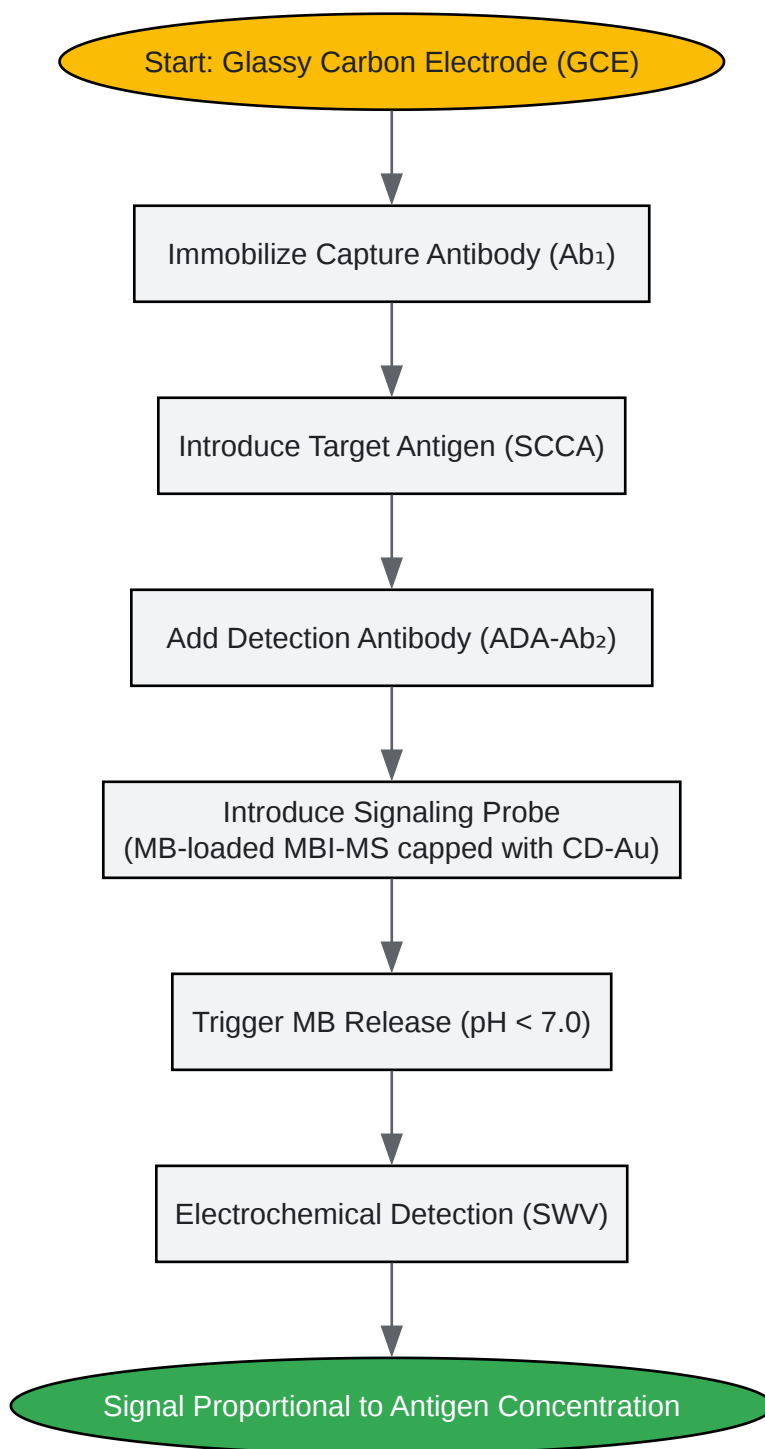 Start: Glassy Carbon Electrode (GCE)
Immobilize Capture Antibody (Ab₁)
Introduce Target Antigen (SCCA)
Add Detection Antibody (ADA-Ab₂)
Introduce Signaling Probe
(MB-loaded MBI-MS capped with CD-Au)
Trigger MB Release (pH < 7.0)
Electrochemical Detection (SWV)
Signal Proportional to Antigen Concentration